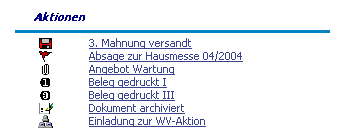 Aktionen
3. Mahnung versandt
Absage zur Hausmesse 04/2004
Angebot Wartung
Beleg gedruckt I
Beleg gedruckt III
Dokument archiviert
Einladung zur WV-Aktion